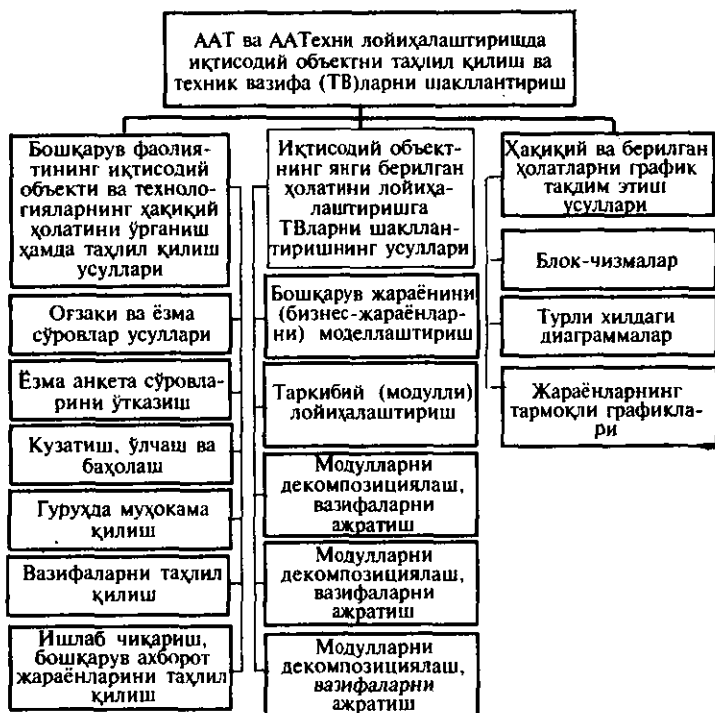 ААТ ва ААТехни лойиҳалаштиришда
иқтисодий объектни таҳлил қилиш ва
техник вазифа (ТВ)ларни шакллантириш
Бошқарув фаолия-
тининг иқтисодий
объекти ва техноло-
гияларнинг ҳақиқий
ҳолатини ўрганиш
ҳамда таҳлил қилиш
усуллари
Оғзаки ва ёзма
сўровлар усуллари
Ёзма анкета сўровла-
рини ўтказиш
Кузатиш, ўлчаш ва
баҳолаш
Гуруҳда муҳокама
қилиш
Вазифаларни таҳлил
қилиш
Ишлаб чиқариш,
бошқарув ахборот
жараёнларини таҳлил
қилиш
Иқтисодий объект-
нинг янги берилган
ҳолатини лойиҳа-
лаштиришга
ТВларни шакллан-
тиришнинг усуллари
Бошқарув жараёнини
(бизнес-жараёнлар-
ни) моделлаштириш
Таркибий (модулли)
лойиҳалаштириш
Модулларни
декомпозициялаш,
вазифаларни
ажратиш
Модулларни
декомпозициялаш,
вазифаларни
ажратиш
Модулларни
декомпозициялаш,
вазифаларни
ажратиш
Ҳақиқий ва берилган
ҳолатларни график
тақдим этиш
усуллари
Блок-чизмалар
Турли хилдаги
диаграммалар
Жараёнларнинг
тармоқли графикла-
ри